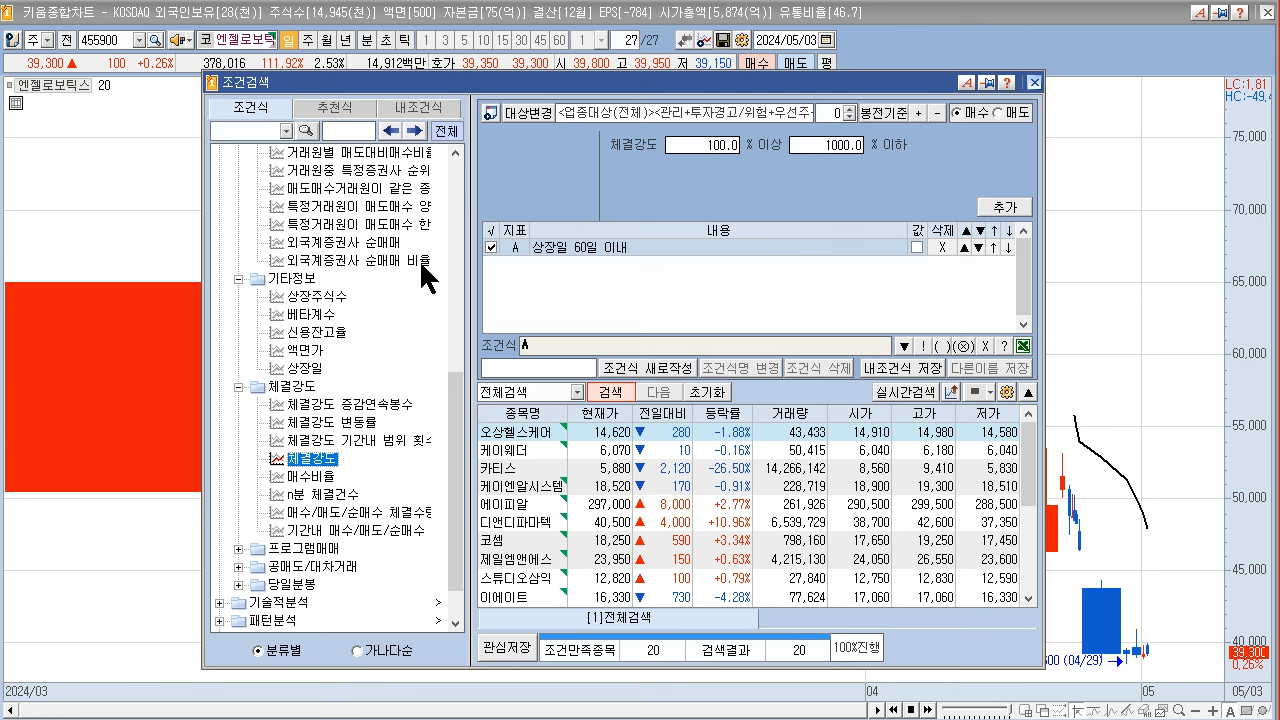 키움종합차트 - KOSDAQ 외국인보유[28(천)] 주식수[14,945(천)] 액면[500] 자본금[75(억)] 결산[12월] EPS[-784] 시가총액[5,874(억)] 유통비율[46.7]
주 전 455900 코 엔젤로보틱 일 주 월 년 분 초 틱 1 3 5 10 15 30 45 60 1 27 /27 2024/05/03
39,300 ▲ 100 +0.26% 378,016 111.92% 2.53% 14,912백만 호가 39,350 39,300 시 39,800 고 39,950 저 39,150 매수 매도 평
엔젤로보틱스 20
LC:1,81
HC:-49,4
75,000
70,000
65,000
60,000
55,000
50,000
45,000
40,000
39,300
0,26%
(04/29)
2024/03 04 05 05/03
조건검색
조건식 추천식 내조건식
전체
거래원별 매도대비매수비율
거래원중 특정증권사 순위
매도매수거래원이 같은 종
특정거래원이 매도매수 양
특정거래원이 매도매수 한
외국계증권사 순매매
외국계증권사 순매매 비율
기타정보
상장주식수
베타계수
신용잔고율
액면가
상장일
체결강도
체결강도 증감연속봉수
체결강도 변동률
체결강도 기간내 범위 횟수
체결강도
매수비율
n분 체결건수
매수/매도/순매수 체결수량
기간내 매수/매도/순매수
프로그램매매
공매도/대차거래
당일분봉
기술적분석 >
패턴분석 >
분류별 가나다순
대상변경 <업종대상(전체)><관리+투자경고/위험+우선주 0 봉전기준 + - 매수 매도
체결강도 100.0 % 이상 1000.0 % 이하
추가
√ 지표 내용 값 삭제 ▲ ▼ ↑ ↓
A 상장일 60일 이내 X ▲ ▼ ↑ ↓
조건식 A ▼ ! ( ) (⊗) X ?
조건식 새로작성 조건식명 변경 조건식 삭제 내조건식 저장 다른이름 저장
전체검색 검색 다음 초기화 실시간검색
종목명 현재가 전일대비 등락률 거래량 시가 고가 저가
오상헬스케어 14,620 ▼ 280 -1.88% 43,433 14,910 14,980 14,580
케이웨더 6,070 ▼ 10 -0.16% 50,415 6,040 6,180 6,040
카티스 5,880 ▼ 2,120 -26.50% 14,266,142 8,560 9,410 5,830
케이엔알시스템 18,520 ▼ 170 -0.91% 228,719 18,900 19,300 18,510
에이피알 297,000 ▲ 8,000 +2.77% 261,926 290,500 299,500 288,500
디앤디파마텍 40,500 ▲ 4,000 +10.96% 6,539,729 38,700 42,600 37,350
코셈 18,250 ▲ 590 +3.34% 798,160 17,650 19,250 17,450
제일엠앤에스 23,950 ▲ 150 +0.63% 4,215,130 24,050 26,550 23,600
스튜디오삼익 12,820 ▲ 100 +0.79% 27,840 12,750 12,830 12,590
이에이트 16,330 ▼ 730 -4.28% 77,624 17,060 17,060 16,330
[1]전체검색
관심저장 조건만족종목 20 검색결과 20 100%진행